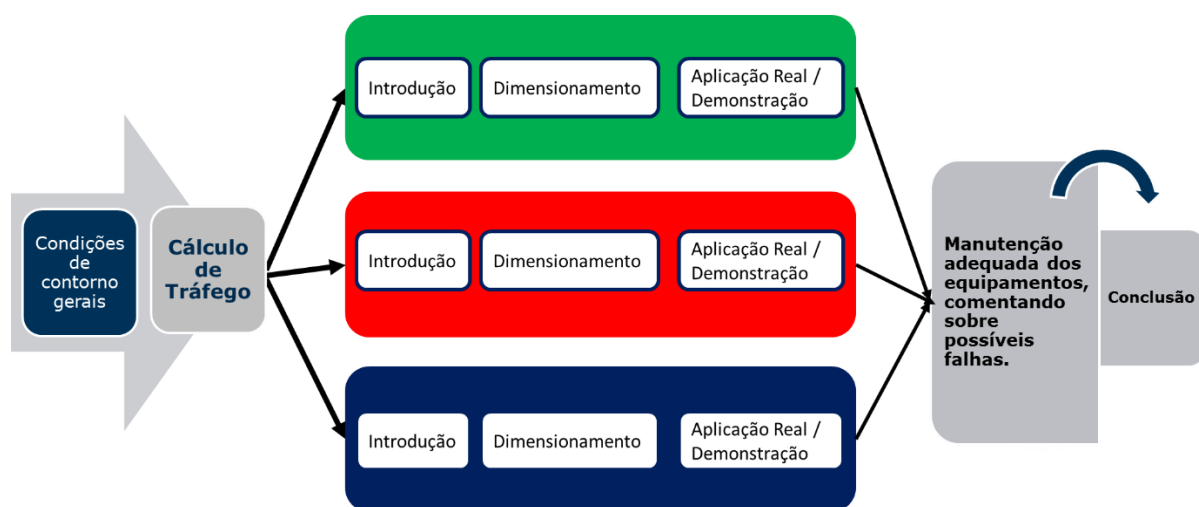 Condições
de
contorno
gerais
Cálculo
de
Tráfego
Introdução
Dimensionamento
Aplicação Real /
Demonstração
Introdução
Dimensionamento
Aplicação Real /
Demonstração
Introdução
Dimensionamento
Aplicação Real /
Demonstração
Manutenção
adequada dos
equipamentos,
comentando
sobre
possíveis
falhas.
Conclusão